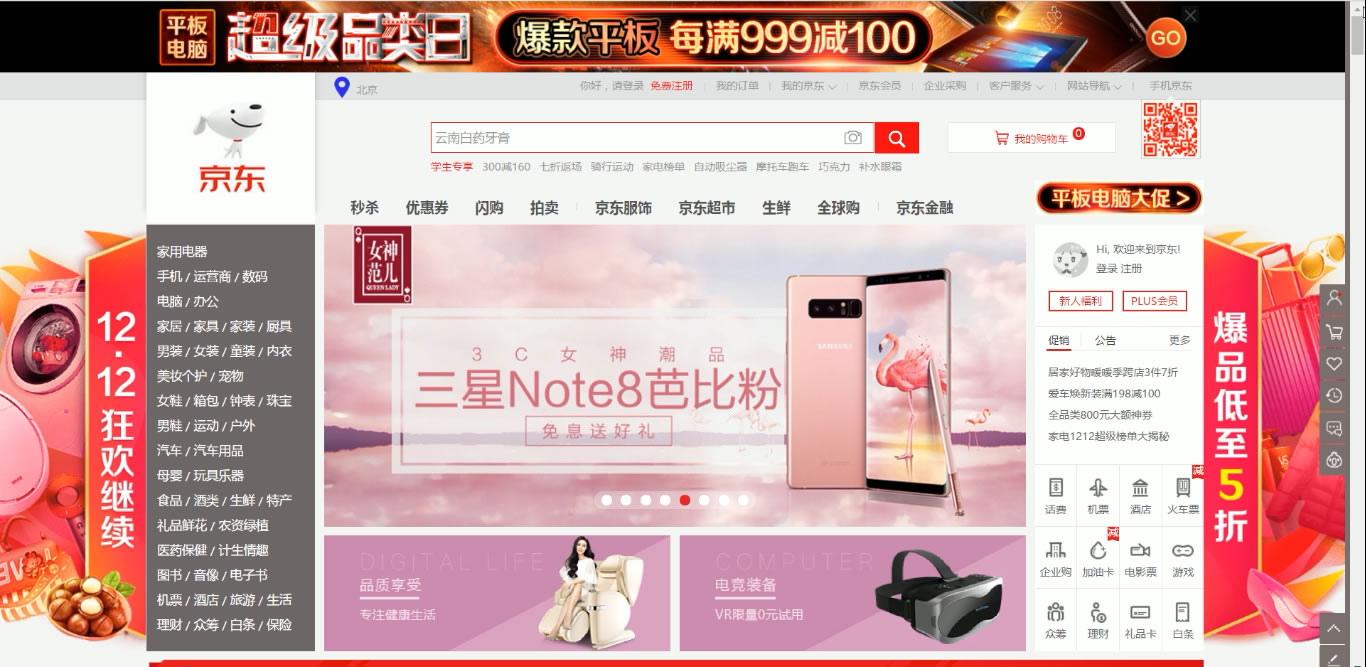 平板
电脑
超级品类日
爆款平板 每满999减100
GO
北京
你好，请登录 免费注册
我的订单
我的京东
京东会员
企业采购
客户服务
网站导航
手机京东
京东
云南白药牙膏
我的购物车 0
学生专享 300减160 七折返场 骑行运动 家电榜单 自动吸尘器 摩托车跑车 巧克力 补水眼霜
秒杀 优惠券 闪购 拍卖 京东服饰 京东超市 生鲜 全球购 京东金融
平板电脑大促 >
12·12狂欢继续
家用电器
手机 / 运营商 / 数码
电脑 / 办公
家居 / 家具 / 家装 / 厨具
男装 / 女装 / 童装 / 内衣
美妆个护 / 宠物
女鞋 / 箱包 / 钟表 / 珠宝
男鞋 / 运动 / 户外
汽车 / 汽车用品
母婴 / 玩具乐器
食品 / 酒类 / 生鲜 / 特产
礼品鲜花 / 农资绿植
医药保健 / 计生情趣
图书 / 音像 / 电子书
机票 / 酒店 / 旅游 / 生活
理财 / 众筹 / 白条 / 保险
女神
范儿
QUEEN LADY
3C女神潮品
三星Note8芭比粉
免息送好礼
SAMSUNG
DIGITAL LIFE
品质享受
专注健康生活
COMPUTER
电竞装备
VR限量0元试用
Hi, 欢迎来到京东!
登录 注册
新人福利 PLUS会员
促销 公告 更多
居家好物暖暖季跨店3件7折
爱车焕新装满198减100
全品类800元大额神券
家电1212超级榜单大揭秘
减
话费 机票 酒店 火车票
减
企业购 加油卡 电影票 游戏
众筹 理财 礼品卡 白条
爆品低至5折